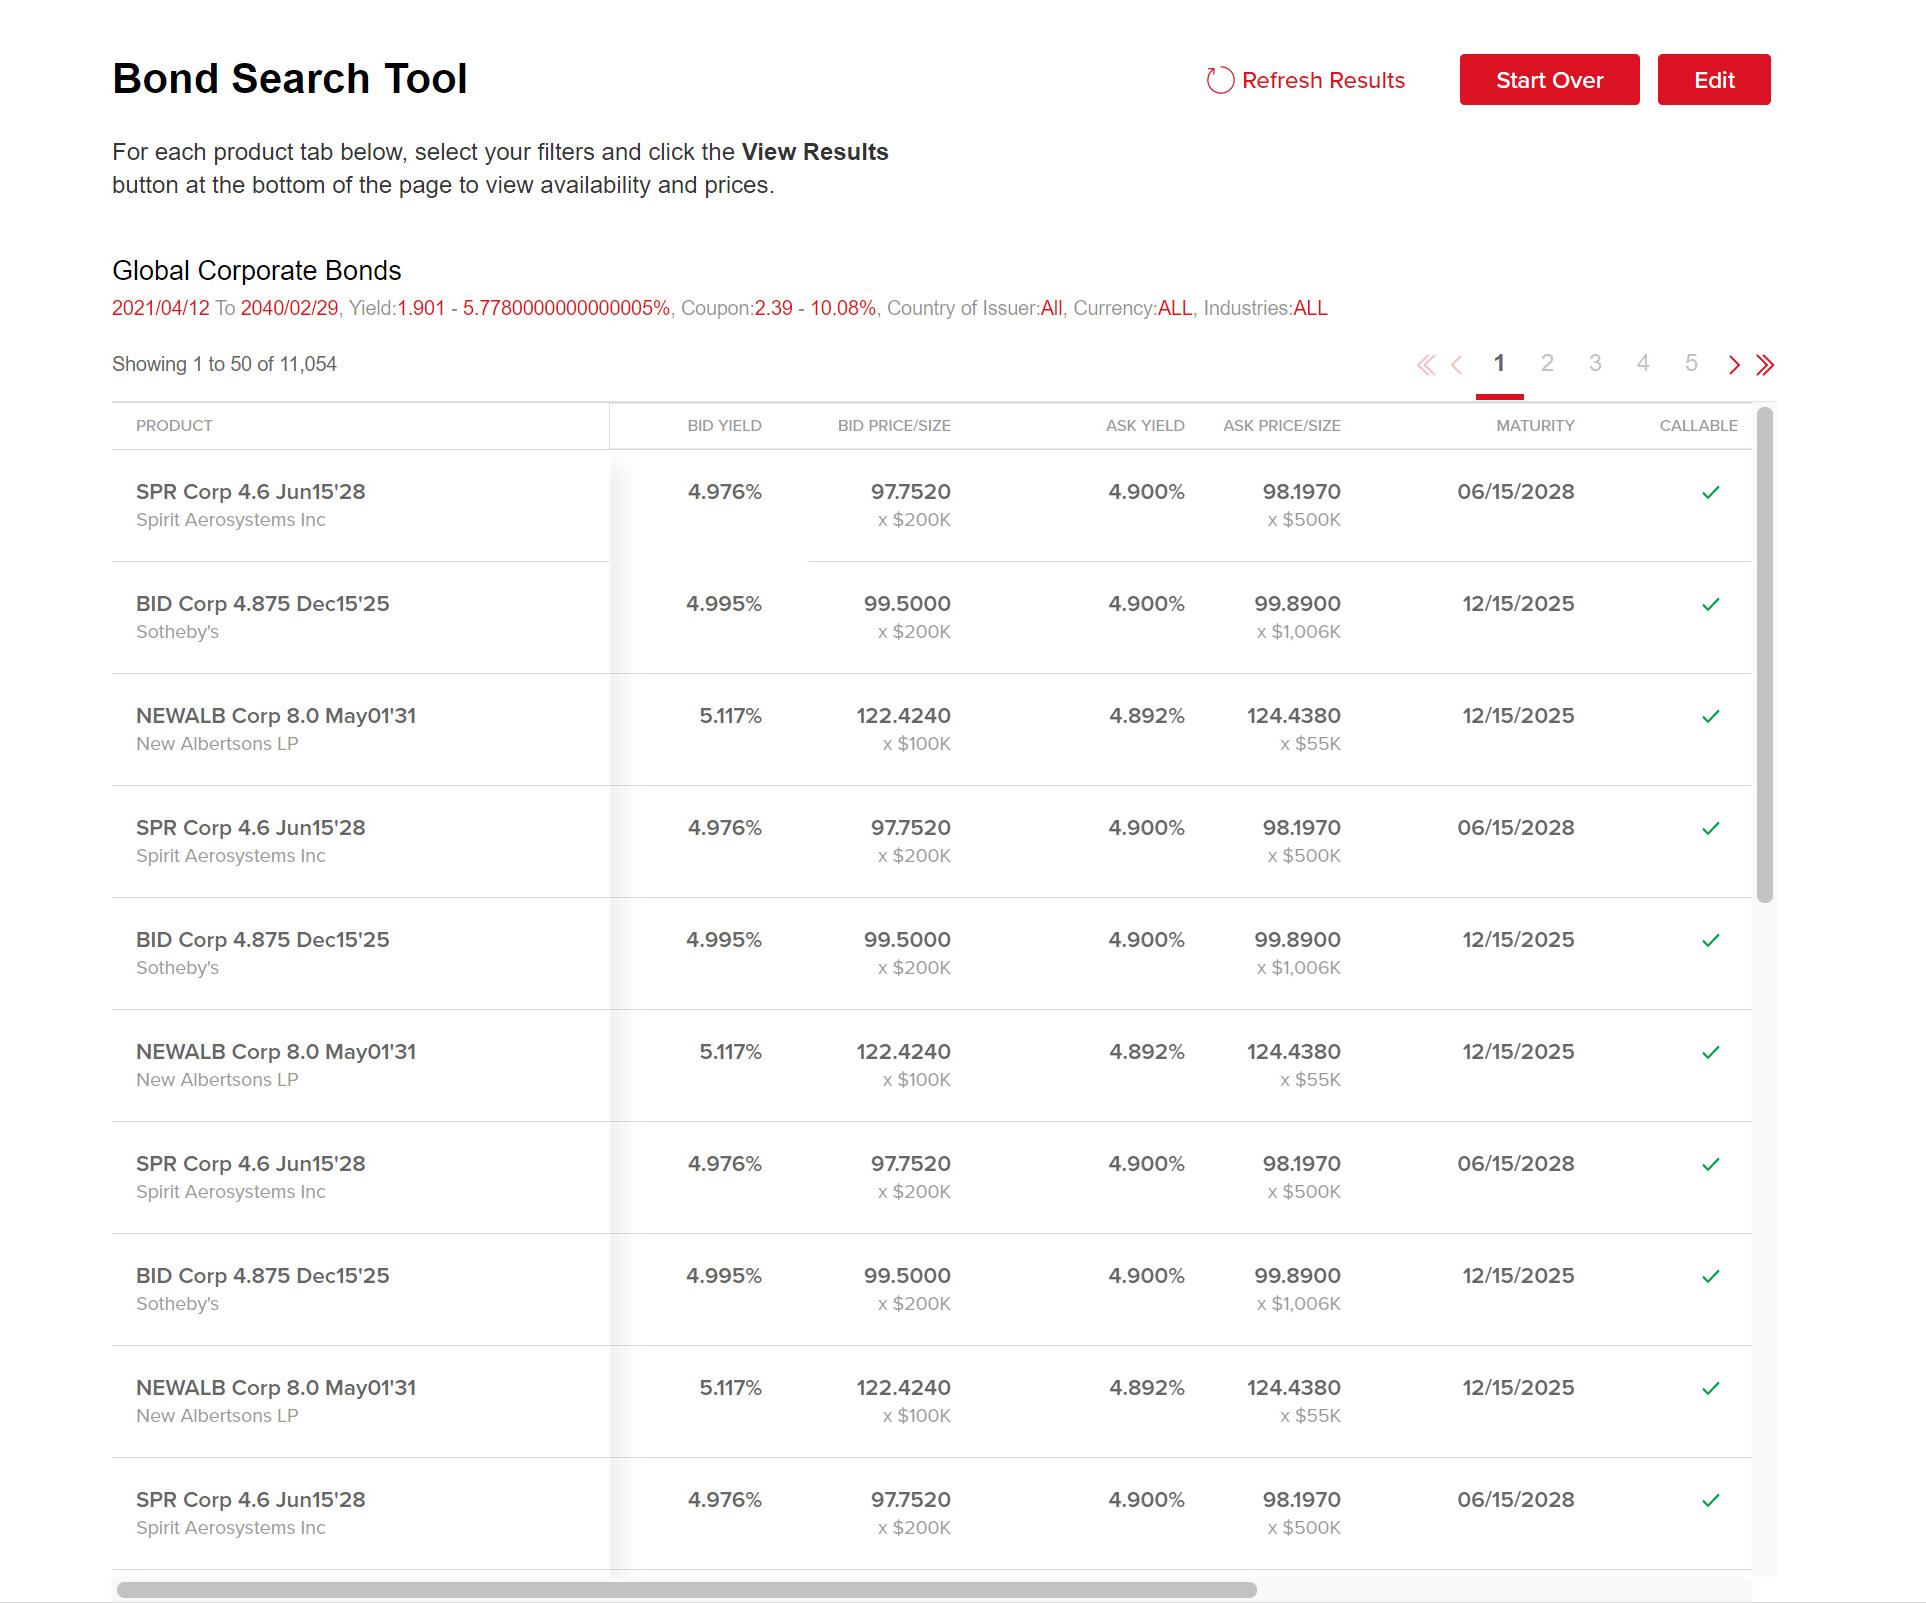 Bond Search Tool
Refresh Results
Start Over
Edit
For each product tab below, select your filters and click the View Results
button at the bottom of the page to view availability and prices.
Global Corporate Bonds
2021/04/12 To 2040/02/29, Yield:1.901 - 5.7780000000000005%, Coupon:2.39 - 10.08%, Country of Issuer:All, Currency:ALL, Industries:ALL
Showing 1 to 50 of 11,054
1 2 3 4 5
PRODUCT BID YIELD BID PRICE/SIZE ASK YIELD ASK PRICE/SIZE MATURITY CALLABLE
SPR Corp 4.6 Jun15'28 4.976% 97.7520 4.900% 98.1970 06/15/2028
Spirit Aerosystems Inc x $200K x $500K
BID Corp 4.875 Dec15'25 4.995% 99.5000 4.900% 99.8900 12/15/2025
Sotheby's x $200K x $1,006K
NEWALB Corp 8.0 May01'31 5.117% 122.4240 4.892% 124.4380 12/15/2025
New Albertsons LP x $100K x $55K
SPR Corp 4.6 Jun15'28 4.976% 97.7520 4.900% 98.1970 06/15/2028
Spirit Aerosystems Inc x $200K x $500K
BID Corp 4.875 Dec15'25 4.995% 99.5000 4.900% 99.8900 12/15/2025
Sotheby's x $200K x $1,006K
NEWALB Corp 8.0 May01'31 5.117% 122.4240 4.892% 124.4380 12/15/2025
New Albertsons LP x $100K x $55K
SPR Corp 4.6 Jun15'28 4.976% 97.7520 4.900% 98.1970 06/15/2028
Spirit Aerosystems Inc x $200K x $500K
BID Corp 4.875 Dec15'25 4.995% 99.5000 4.900% 99.8900 12/15/2025
Sotheby's x $200K x $1,006K
NEWALB Corp 8.0 May01'31 5.117% 122.4240 4.892% 124.4380 12/15/2025
New Albertsons LP x $100K x $55K
SPR Corp 4.6 Jun15'28 4.976% 97.7520 4.900% 98.1970 06/15/2028
Spirit Aerosystems Inc x $200K x $500K